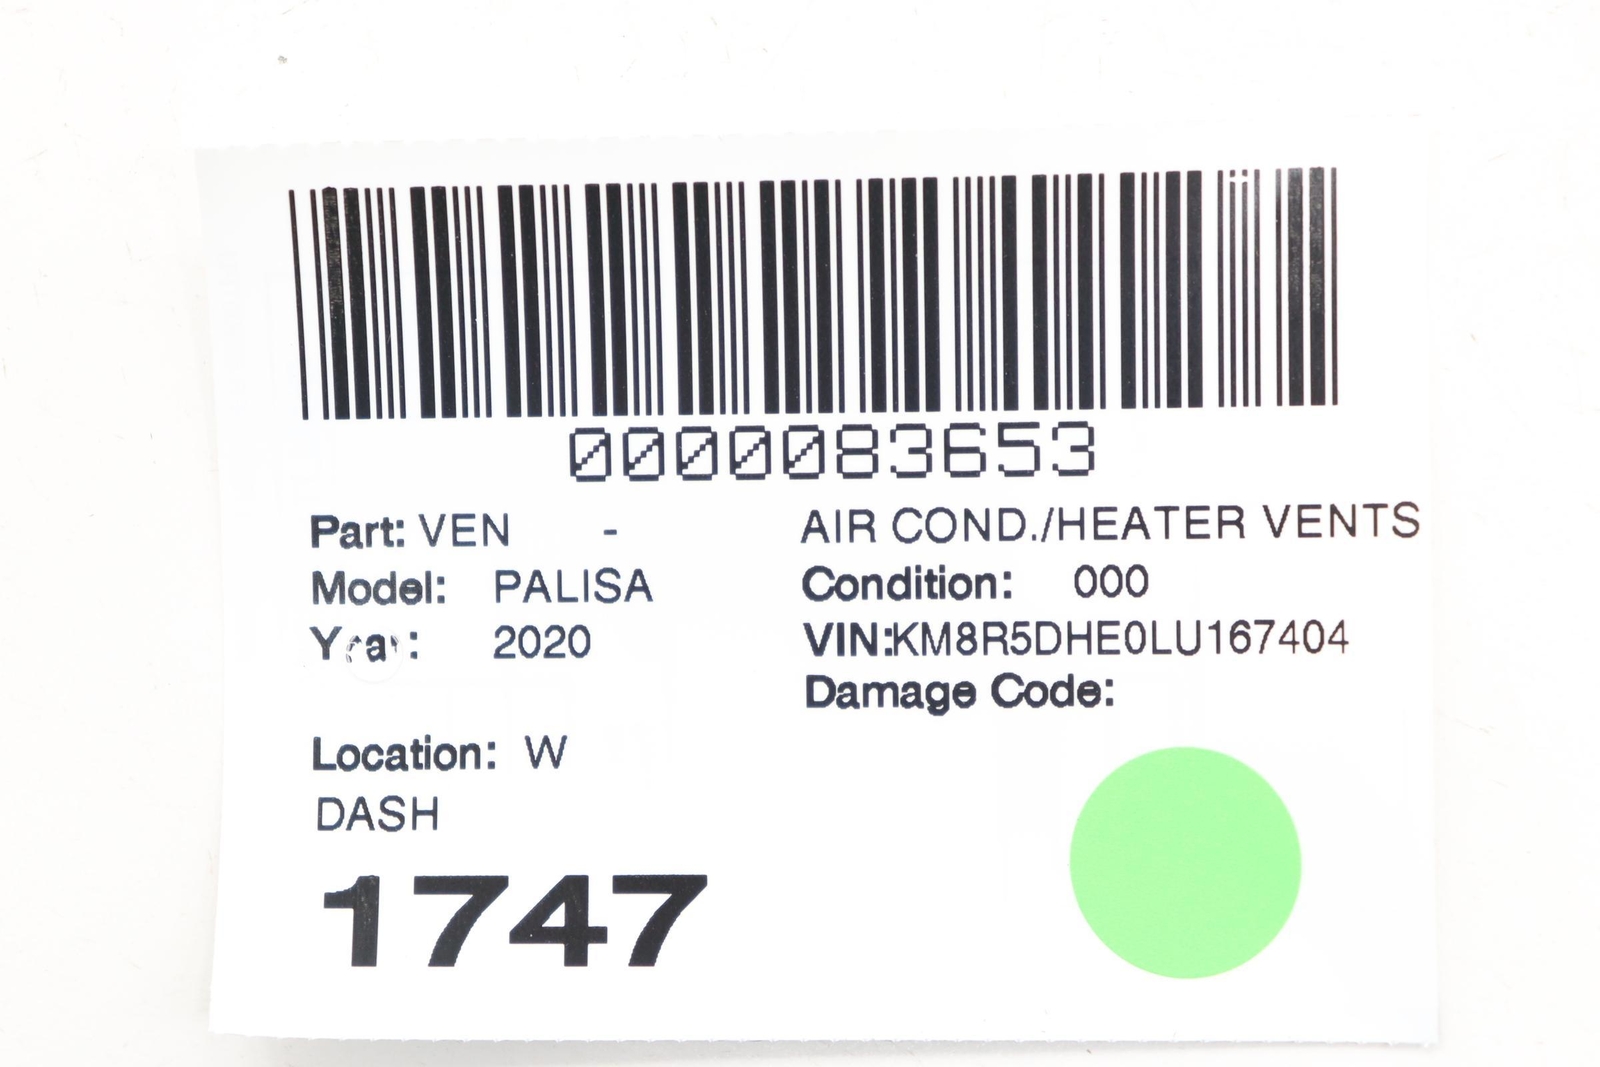 0000083653
Part: VEN - AIR COND./HEATER VENTS
Model: PALISA Condition: 000
Year: 2020 VIN:KM8R5DHE0LU167404
Damage Code:
Location: W
DASH
1747